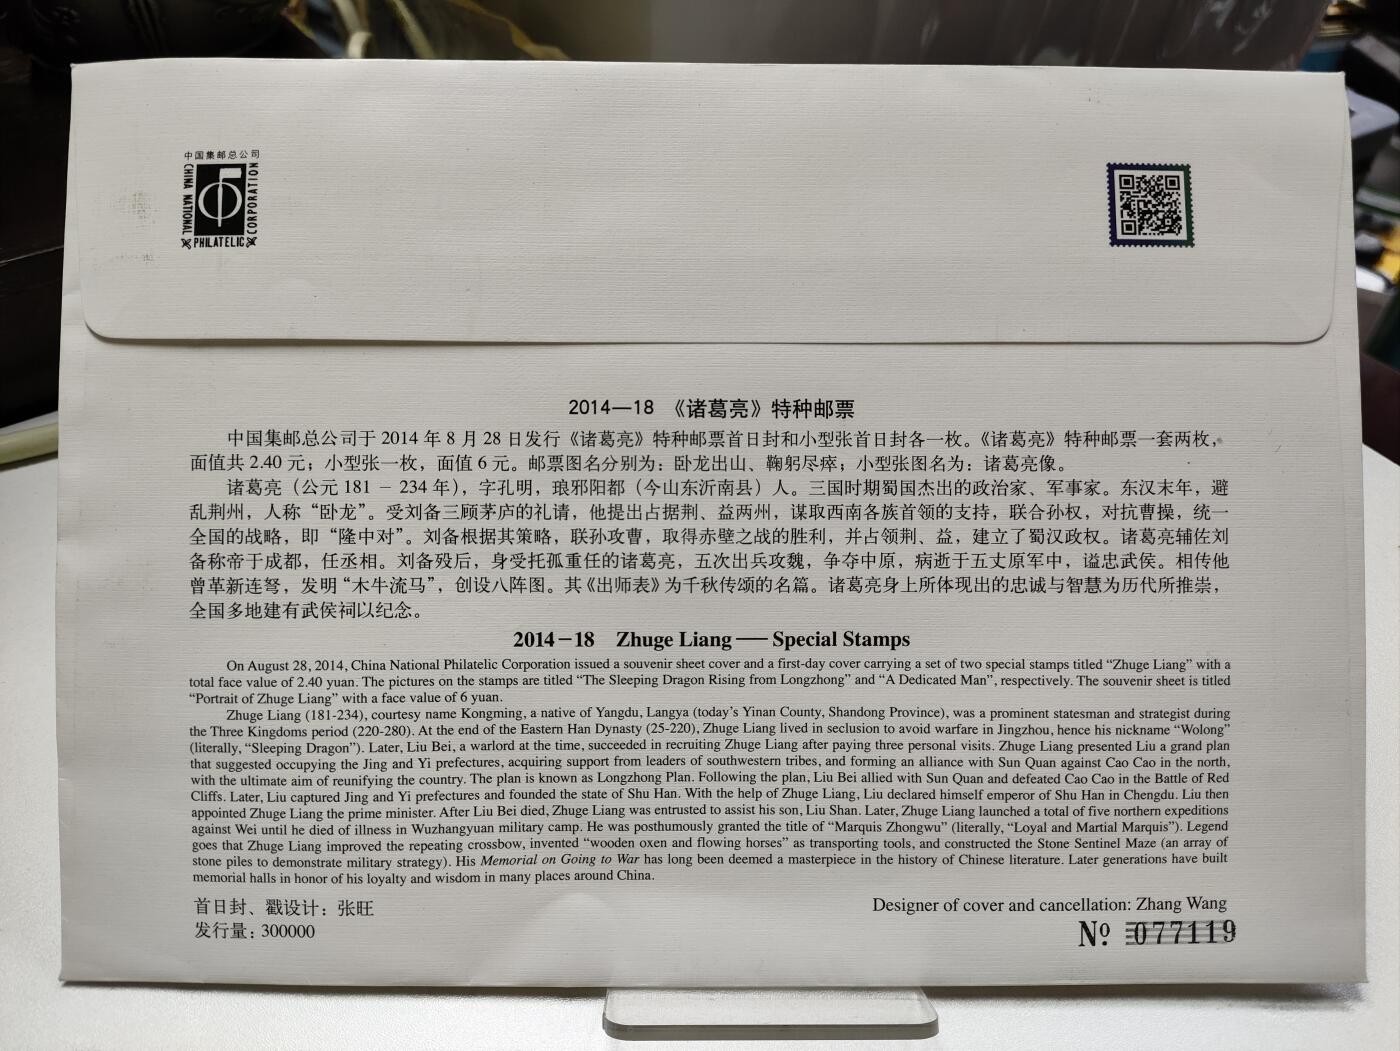 中国集邮总公司
CHINA NATIONAL
PHILATELIC
CORPORATION
2014—18 《诸葛亮》特种邮票
中国集邮总公司于 2014 年 8 月 28 日发行《诸葛亮》特种邮票首日封和小型张首日封各一枚。《诸葛亮》特种邮票一套两枚，
面值共 2.40 元；小型张一枚，面值 6 元。邮票图名分别为：卧龙出山、鞠躬尽瘁；小型张图名为：诸葛亮像。
诸葛亮（公元 181 － 234 年），字孔明，琅邪阳都（今山东沂南县）人。三国时期蜀国杰出的政治家、军事家。东汉末年，避
乱荆州，人称“卧龙”。受刘备三顾茅庐的礼请，他提出占据荆、益两州，谋取西南各族首领的支持，联合孙权，对抗曹操，统一
全国的战略，即“隆中对”。刘备根据其策略，联孙攻曹，取得赤壁之战的胜利，并占领荆、益，建立了蜀汉政权。诸葛亮辅佐刘
备称帝于成都，任丞相。刘备殁后，身受托孤重任的诸葛亮，五次出兵攻魏，争夺中原，病逝于五丈原军中，谥忠武侯。相传他
曾革新连弩，发明“木牛流马”，创设八阵图。其《出师表》为千秋传颂的名篇。诸葛亮身上所体现出的忠诚与智慧为历代所推崇，
全国多地建有武侯祠以纪念。
2014－18 Zhuge Liang —— Special Stamps
On August 28, 2014, China National Philatelic Corporation issued a souvenir sheet cover and a first-day cover carrying a set of two special stamps titled “Zhuge Liang” with a
total face value of 2.40 yuan. The pictures on the stamps are titled “The Sleeping Dragon Rising from Longzhong” and “A Dedicated Man”, respectively. The souvenir sheet is titled
“Portrait of Zhuge Liang” with a face value of 6 yuan.
Zhuge Liang (181-234), courtesy name Kongming, a native of Yangdu, Langya (today’s Yinan County, Shandong Province), was a prominent statesman and strategist during
the Three Kingdoms period (220-280). At the end of the Eastern Han Dynasty (25-220), Zhuge Liang lived in seclusion to avoid warfare in Jingzhou, hence his nickname “Wolong”
(literally, “Sleeping Dragon”). Later, Liu Bei, a warlord at the time, succeeded in recruiting Zhuge Liang after paying three personal visits. Zhuge Liang presented Liu a grand plan
that suggested occupying the Jing and Yi prefectures, acquiring support from leaders of southwestern tribes, and forming an alliance with Sun Quan against Cao Cao in the north,
with the ultimate aim of reunifying the country. The plan is known as Longzhong Plan. Following the plan, Liu Bei allied with Sun Quan and defeated Cao Cao in the Battle of Red
Cliffs. Later, Liu captured Jing and Yi prefectures and founded the state of Shu Han. With the help of Zhuge Liang, Liu declared himself emperor of Shu Han in Chengdu. Liu then
appointed Zhuge Liang the prime minister. After Liu Bei died, Zhuge Liang was entrusted to assist his son, Liu Shan. Later, Zhuge Liang launched a total of five northern expeditions
against Wei until he died of illness in Wuzhangyuan military camp. He was posthumously granted the title of “Marquis Zhongwu” (literally, “Loyal and Martial Marquis”). Legend
goes that Zhuge Liang improved the repeating crossbow, invented “wooden oxen and flowing horses” as transporting tools, and constructed the Stone Sentinel Maze (an array of
stone piles to demonstrate military strategy). His Memorial on Going to War has long been deemed a masterpiece in the history of Chinese literature. Later generations have built
memorial halls in honor of his loyalty and wisdom in many places around China.
首日封、戳设计：张旺
Designer of cover and cancellation: Zhang Wang
发行量：300000
No. 077119